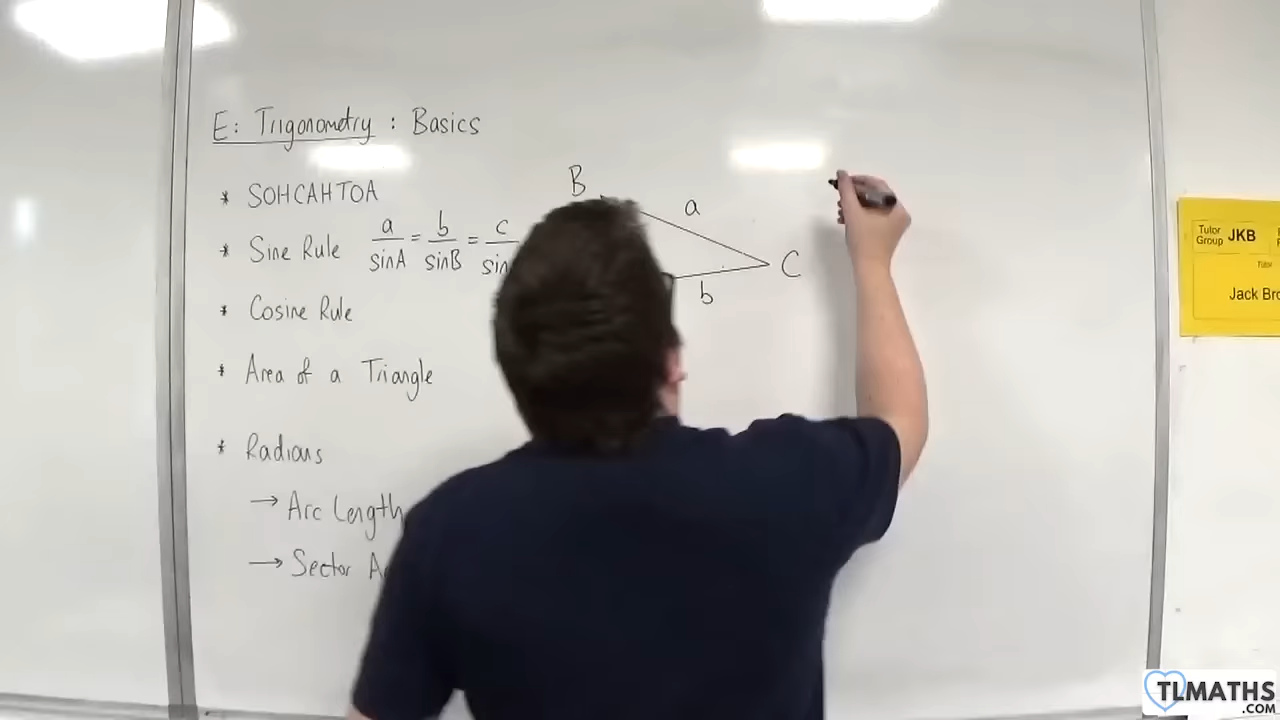 E: Trigonometry : Basics
* SOHCAHTOA
* Sine Rule a/sinA = b/sinB = c/sin
* Cosine Rule
* Area of a Triangle
* Radians
→ Arc Length
→ Sector
B
a
C
b
Tutor Group JKB
Tutor
Jack
TLMATHS
.COM